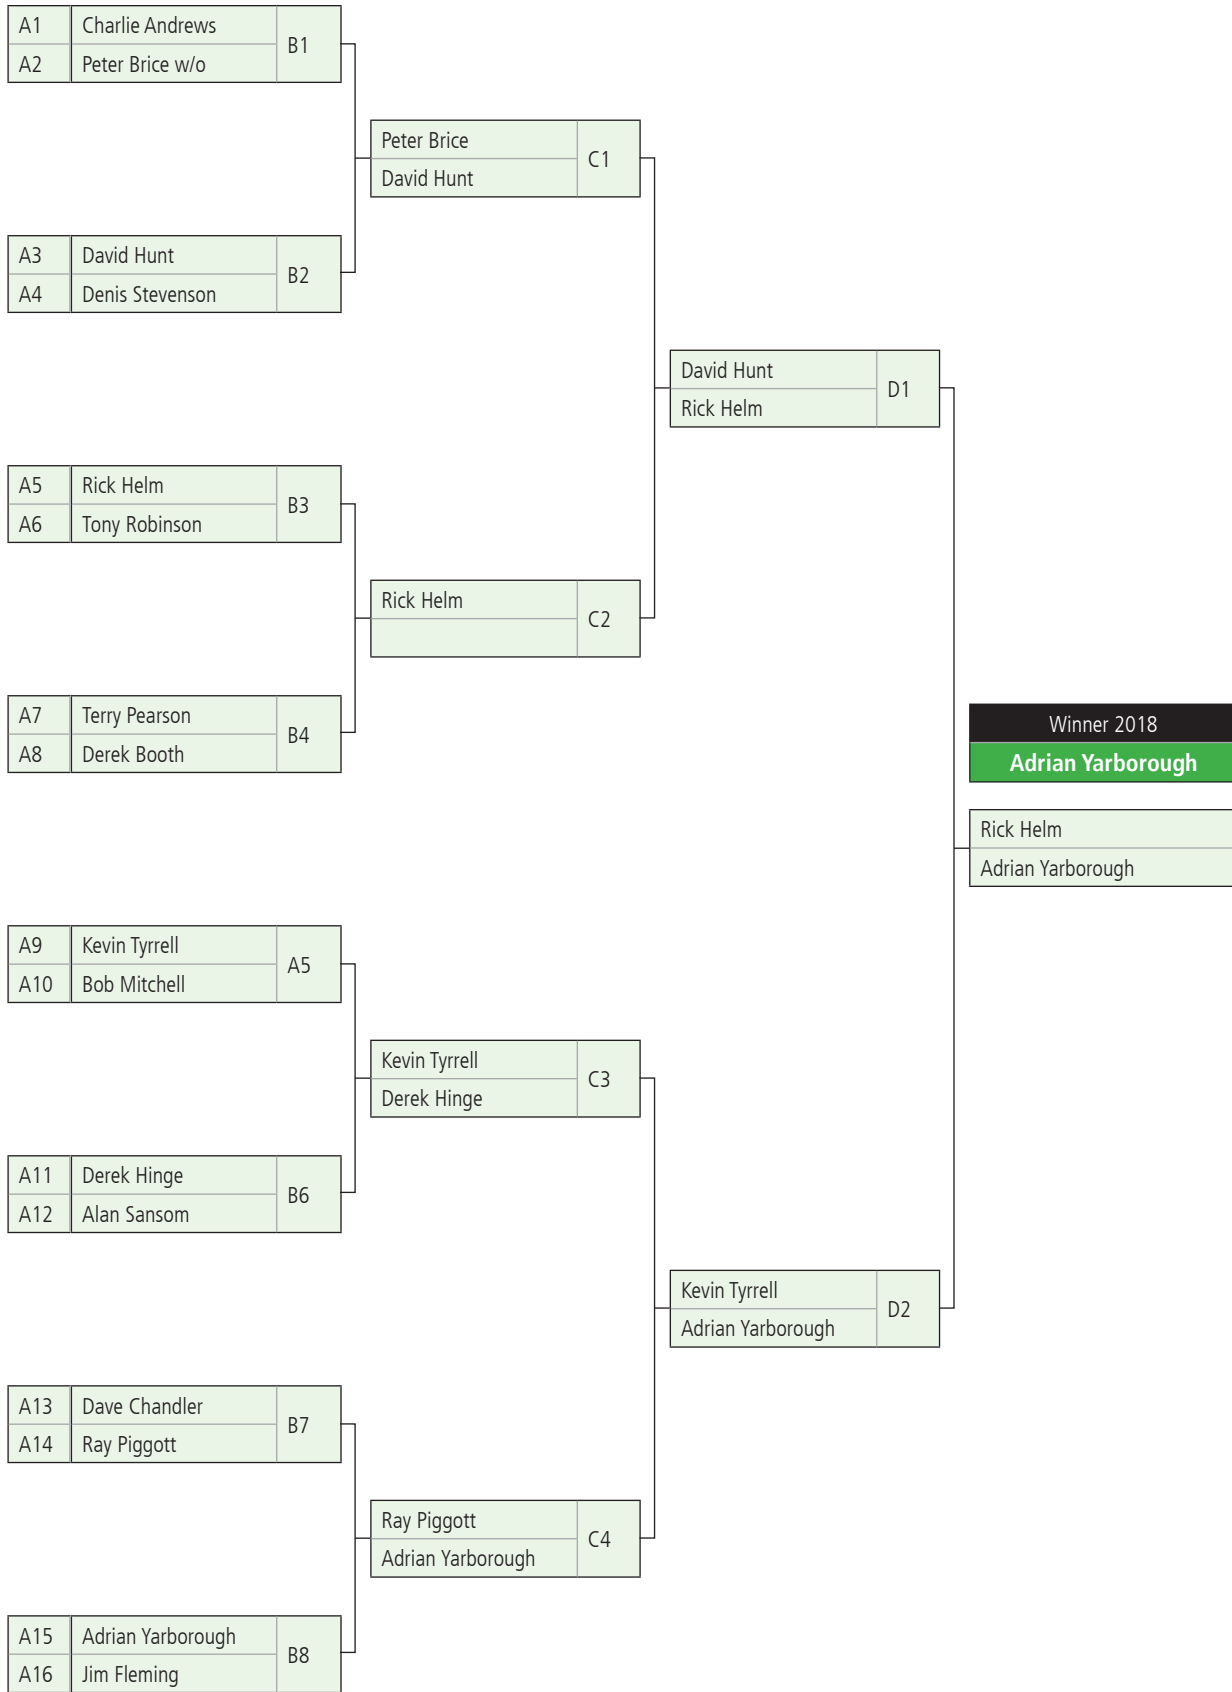 A1 Charlie Andrews B1
A2 Peter Brice w/o
Peter Brice C1
David Hunt
A3 David Hunt B2
A4 Denis Stevenson
David Hunt D1
Rick Helm
A5 Rick Helm B3
A6 Tony Robinson
Rick Helm C2
A7 Terry Pearson B4
A8 Derek Booth
Winner 2018
Adrian Yarborough
Rick Helm
Adrian Yarborough
A9 Kevin Tyrrell A5
A10 Bob Mitchell
Kevin Tyrrell C3
Derek Hinge
A11 Derek Hinge B6
A12 Alan Sansom
Kevin Tyrrell D2
Adrian Yarborough
A13 Dave Chandler B7
A14 Ray Piggott
Ray Piggott C4
Adrian Yarborough
A15 Adrian Yarborough B8
A16 Jim Fleming